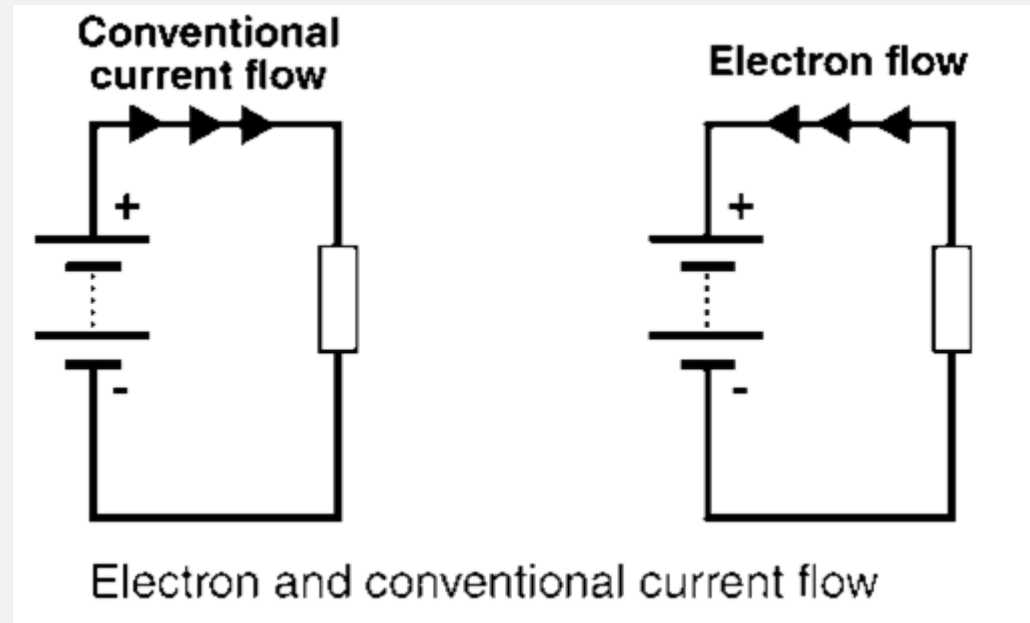 Conventional
current flow
+
-
Electron flow
+
-
Electron and conventional current flow